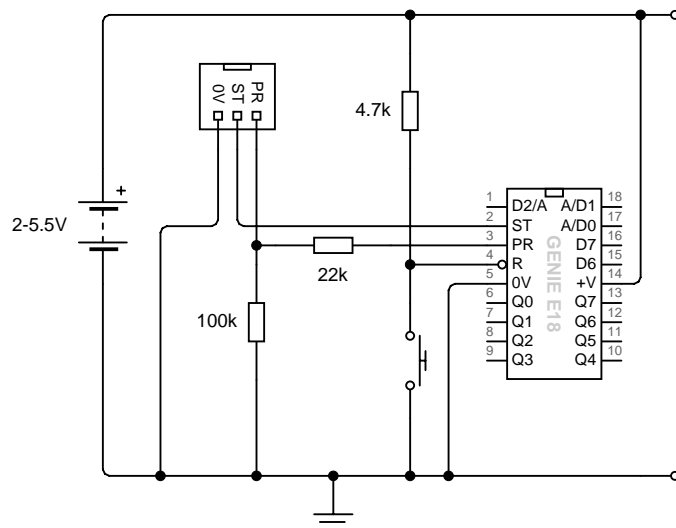 0V ST PR
4.7k
2-5.5V
+
22k
100k
1 D2/A A/D1 18
2 ST A/D0 17
3 PR D7 16
4 R D6 15
5 0V +V 14
6 Q0 Q7 13
7 Q1 Q6 12
8 Q2 Q5 11
9 Q3 Q4 10
GENIE E18